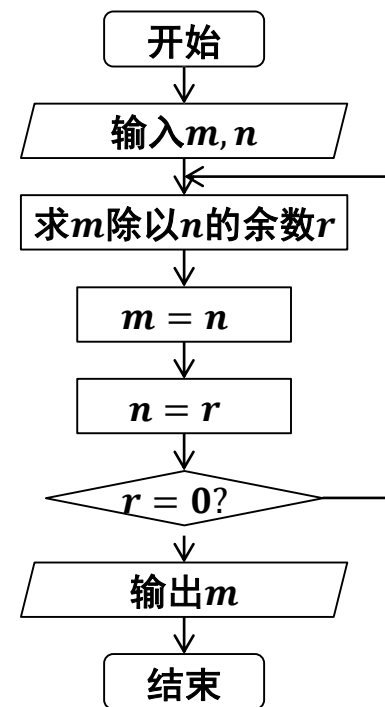 开始
输入m, n
求m除以n的余数r
m = n
n = r
r = 0?
输出m
结束